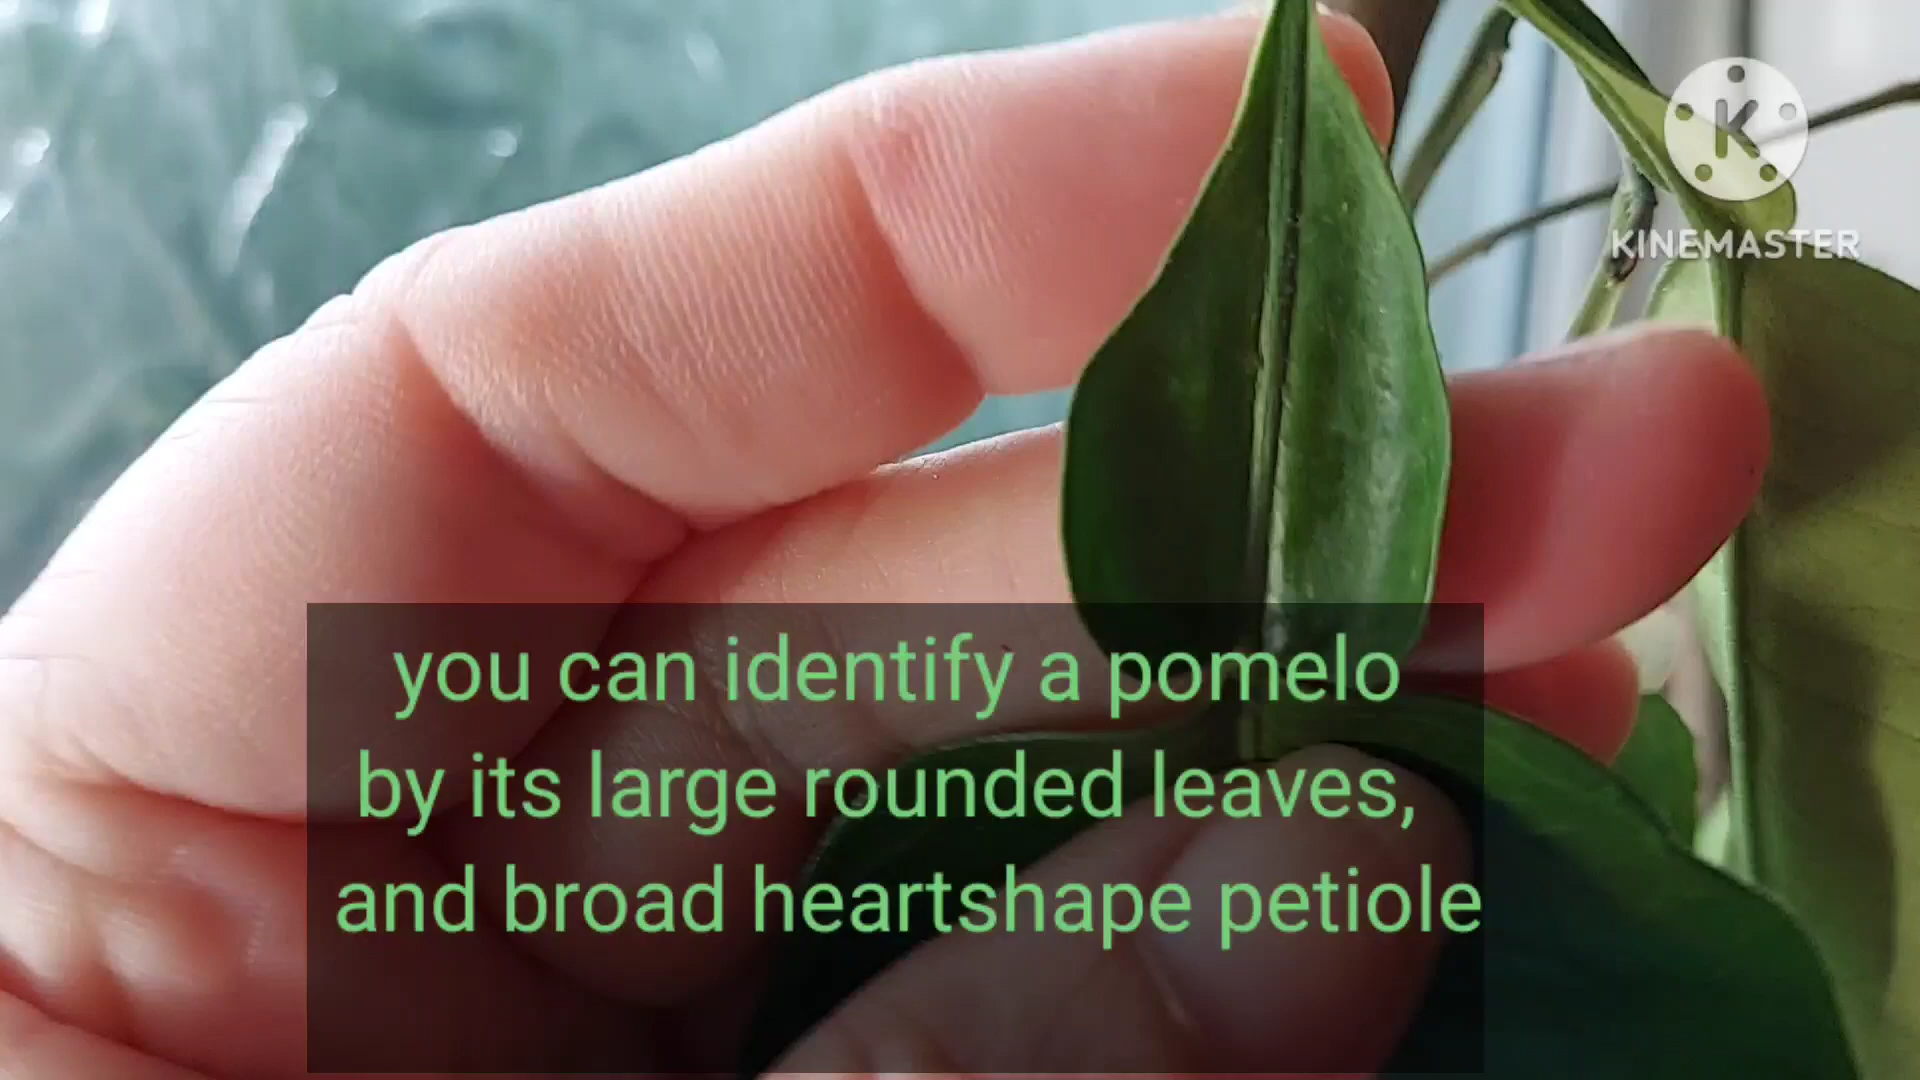 K
KINEMASTER
you can identify a pomelo
by its large rounded leaves,
and broad heartshape petiole